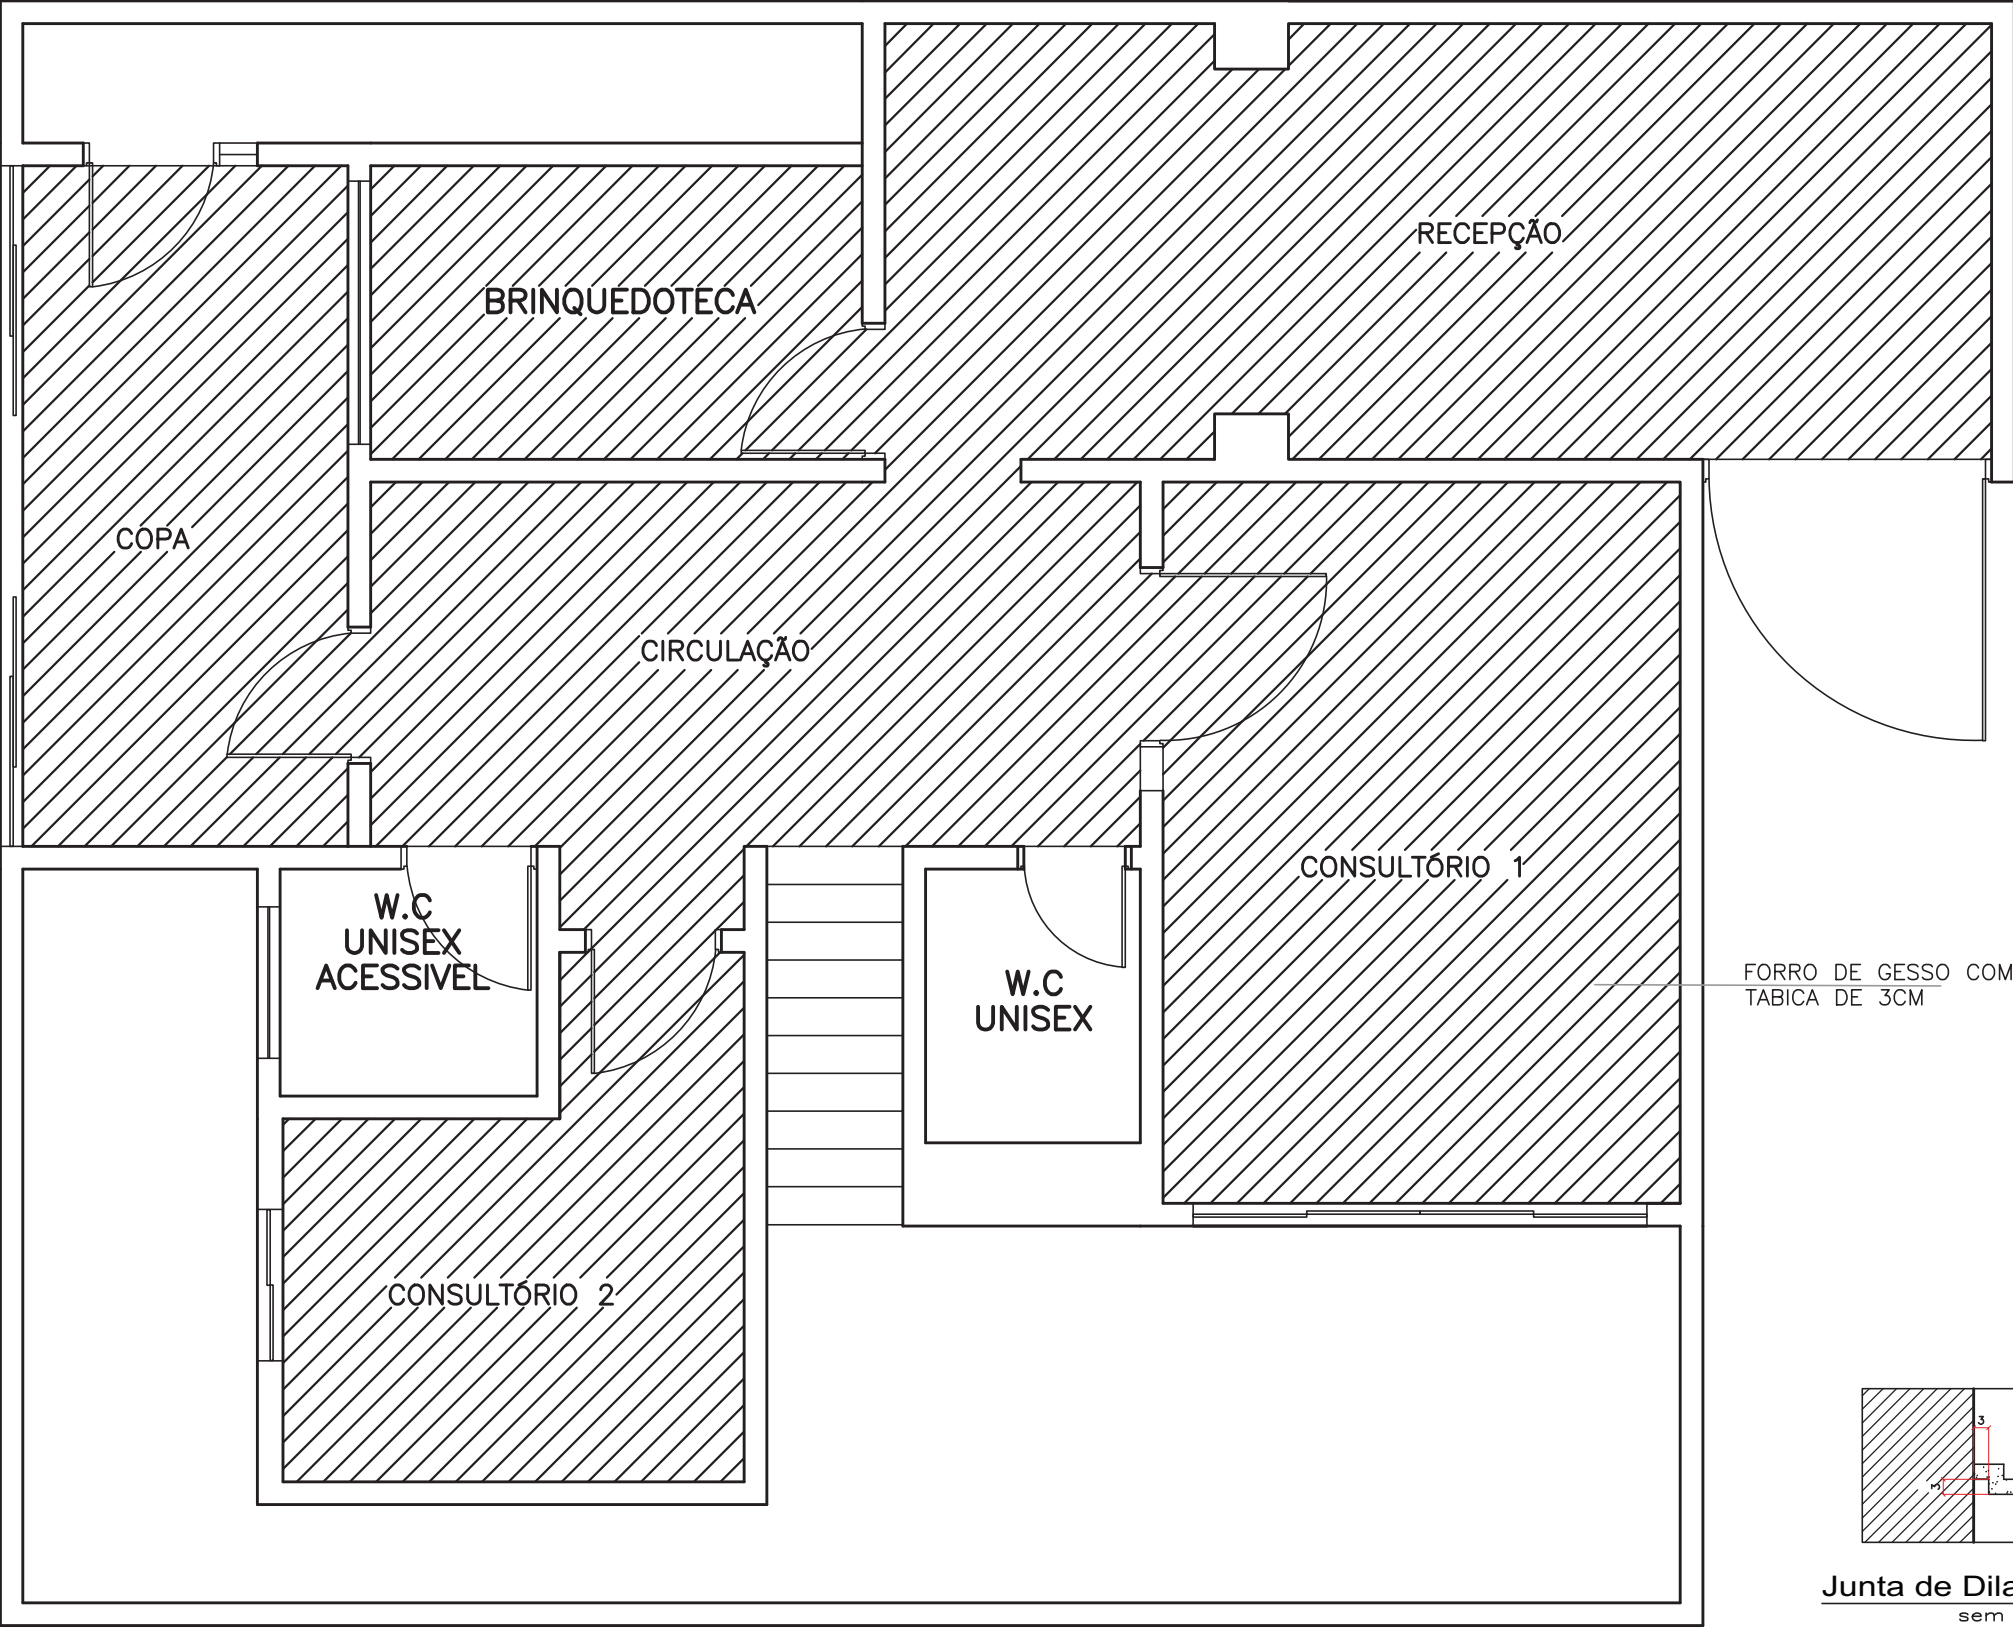 RECEPÇÃO
BRINQUEDOTECA
COPA
CIRCULAÇÃO
CONSULTÓRIO 1
W.C
UNISEX
ACESSIVEL
W.C
UNISEX
FORRO DE GESSO COM
TABICA DE 3CM
CONSULTÓRIO 2
3
3
Junta de Dila
sem